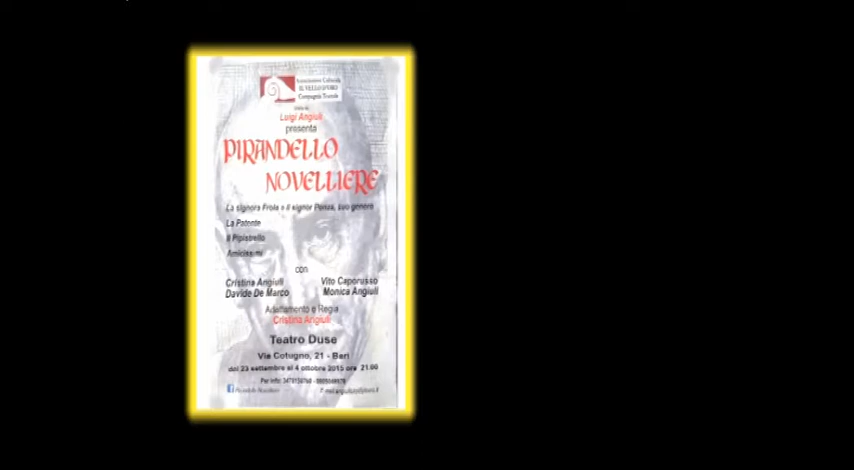 Associazione Culturale
IL VELLO D'ORO
Compagnia Teatrale
Luigi Angiuli
presenta
PIRANDELLO
NOVELLIERE
La signora Frola e il signor Ponza, suo genero
La Patente
Il Pipistrello
Amicissimi
con
Cristina Angiuli
Vito Caporusso
Davide De Marco
Monica Angiuli
Adattamento e Regia
Cristina Angiuli
Teatro Duse
Via Cotugno, 21 - Bari
dal 23 settembre al 4 ottobre 2015 ore 21.00
Per info: